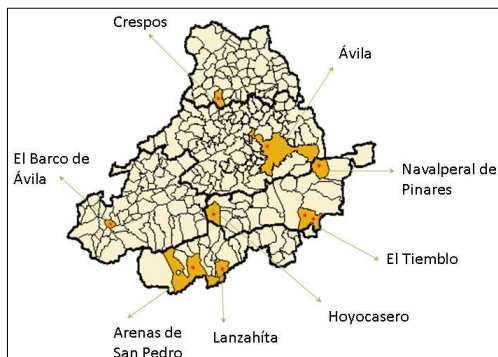 Crespos
Ávila
El Barco de
Ávila
Navalperal de
Pinares
El Tiemblo
Hoyocasero
Arenas de
San Pedro
Lanzahíta